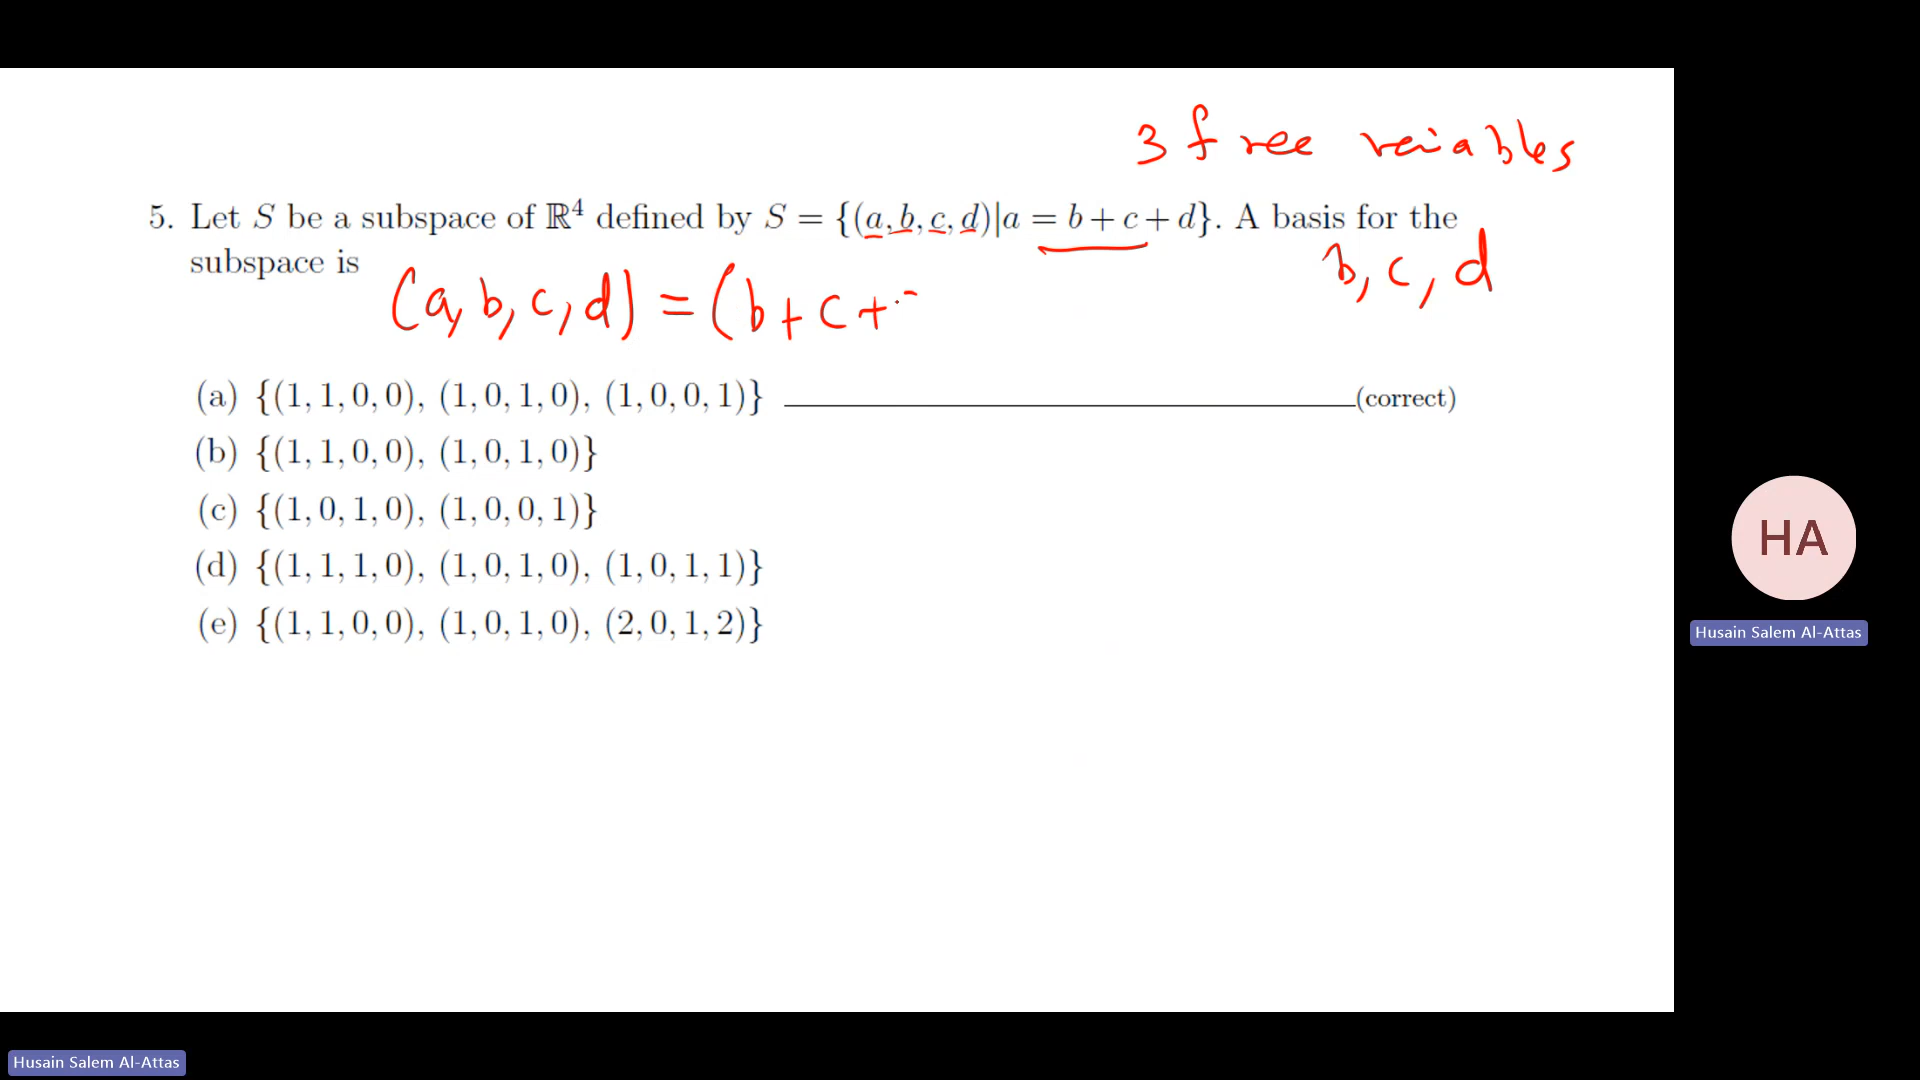 3 free variables
5. Let S be a subspace of ℝ⁴ defined by S = {(a, b, c, d)|a = b + c + d}. A basis for the
subspace is
b, c, d
(a, b, c, d) = (b + c +
(a) {(1, 1, 0, 0), (1, 0, 1, 0), (1, 0, 0, 1)} (correct)
(b) {(1, 1, 0, 0), (1, 0, 1, 0)}
(c) {(1, 0, 1, 0), (1, 0, 0, 1)}
(d) {(1, 1, 1, 0), (1, 0, 1, 0), (1, 0, 1, 1)}
(e) {(1, 1, 0, 0), (1, 0, 1, 0), (2, 0, 1, 2)}
HA
Husain Salem Al-Attas
Husain Salem Al-Attas